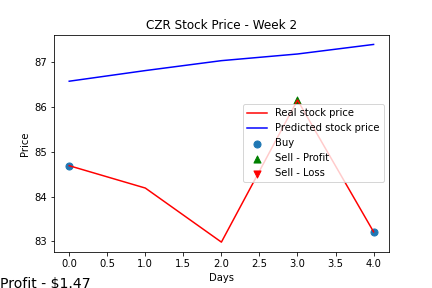 CZR Stock Price - Week 2
Price
87
86
85
84
83
Real stock price
Predicted stock price
Buy
Sell - Profit
Sell - Loss
0.0 0.5 1.0 1.5 2.0 2.5 3.0 3.5 4.0
Days
Profit - $1.47